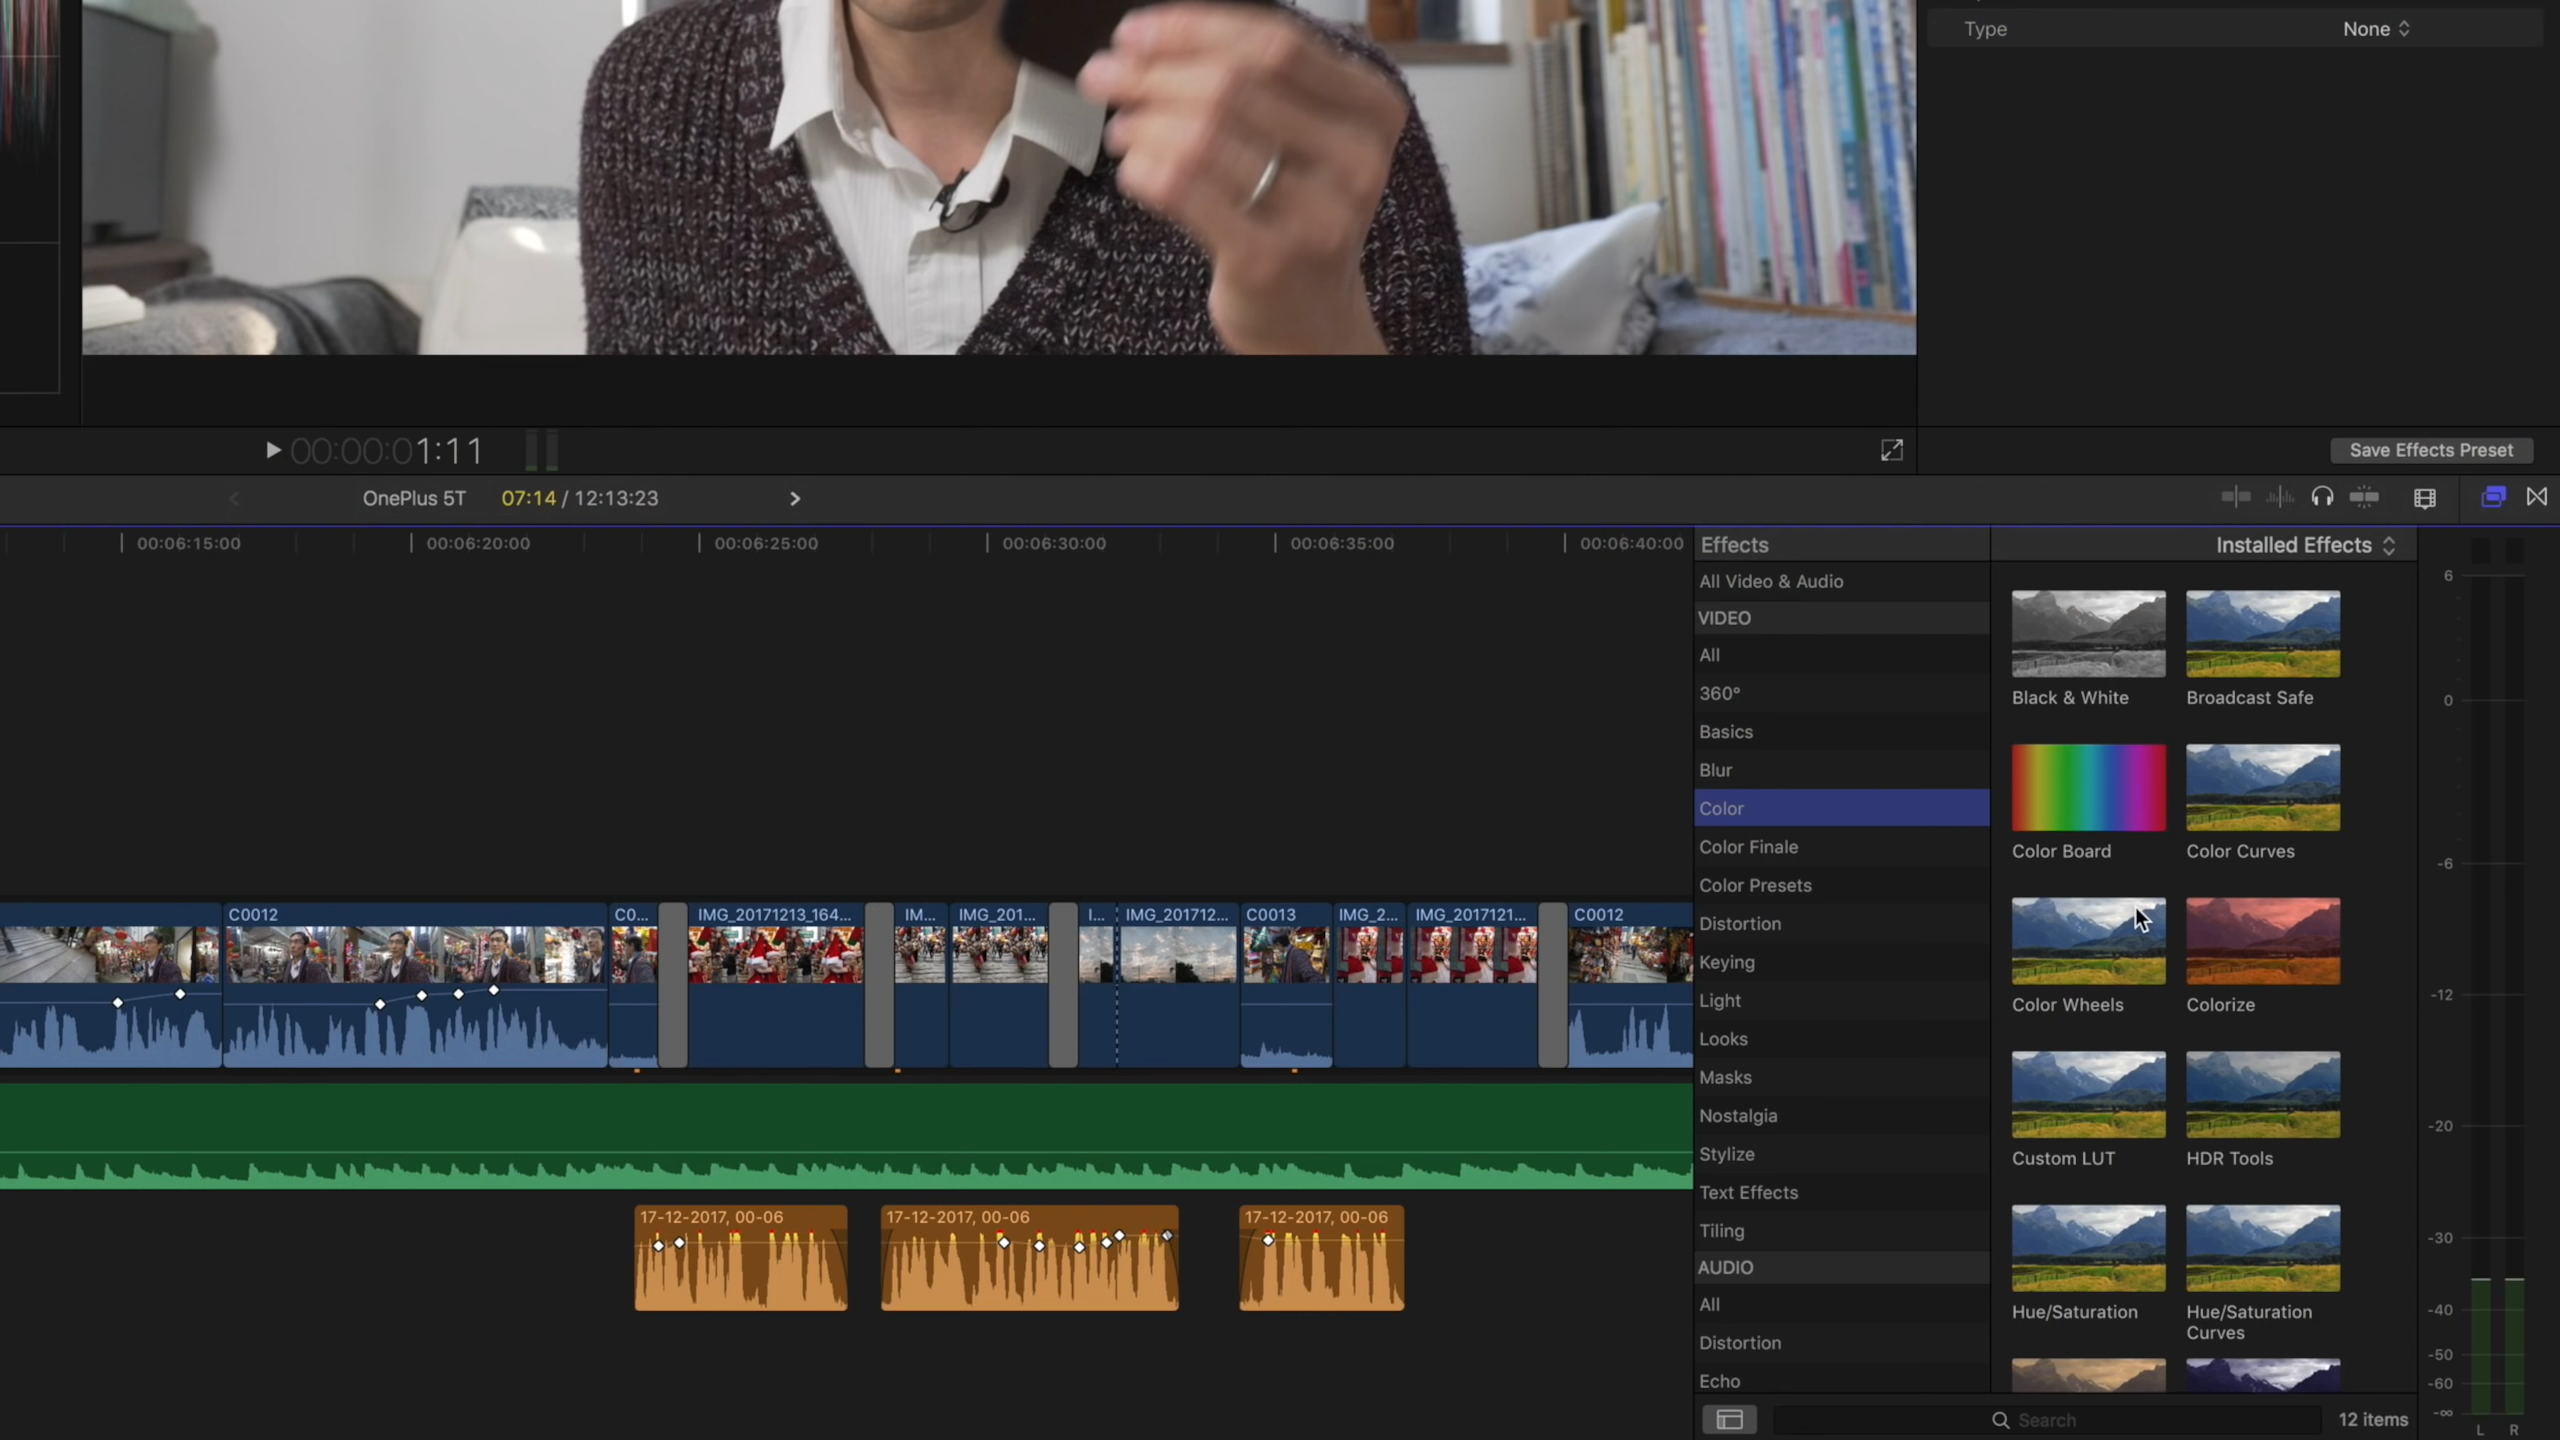 Type None
00:00:01:11
Save Effects Preset
OnePlus 5T 07:14 / 12:13:23
00:06:15:00 00:06:20:00 00:06:25:00 00:06:30:00 00:06:35:00 00:06:40:00
Effects
Installed Effects
All Video & Audio
VIDEO
All
360°
Basics
Blur
Color
Color Finale
Color Presets
Distortion
Keying
Light
Looks
Masks
Nostalgia
Stylize
Text Effects
Tiling
AUDIO
All
Distortion
Echo
Black & White
Broadcast Safe
Color Board
Color Curves
Color Wheels
Colorize
Custom LUT
HDR Tools
Hue/Saturation
Hue/Saturation
Curves
Search
12 items
6
0
-6
-12
-20
-30
-40
-50
-60
-∞
L R
C0012
C0...
IMG_20171213_164...
IM...
IMG_201...
I...
IMG_201712...
C0013
IMG_2...
IMG_2017121...
C0012
17-12-2017, 00-06
17-12-2017, 00-06
17-12-2017, 00-06